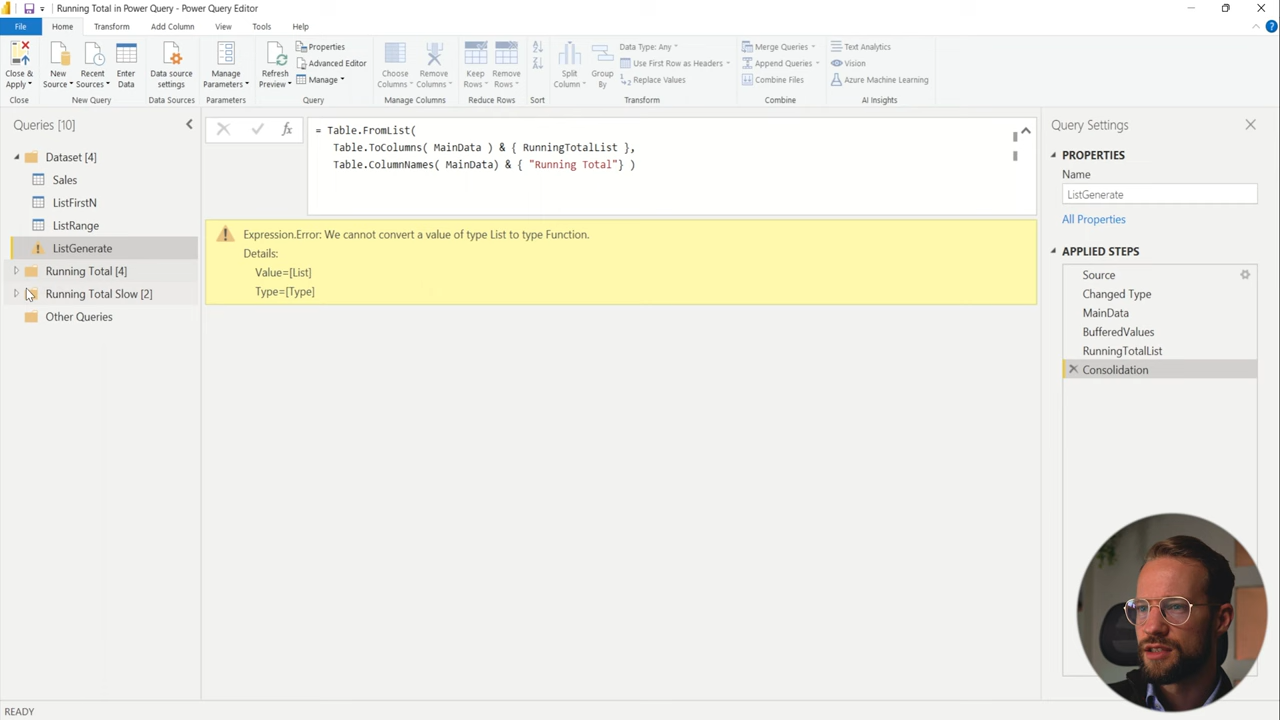 Running Total in Power Query - Power Query Editor
File Home Transform Add Column View Tools Help
Close & Apply
New Source
Recent Sources
Enter Data
Data source settings
Manage Parameters
Refresh Preview
Properties
Advanced Editor
Manage
Choose Columns
Remove Columns
Keep Rows
Remove Rows
Split Column
Group By
Data Type: Any
Use First Row as Headers
Replace Values
Merge Queries
Append Queries
Combine Files
Text Analytics
Vision
Azure Machine Learning
Close New Query Data Sources Parameters Query Manage Columns Reduce Rows Sort Transform Combine AI Insights
Queries [10]
Dataset [4]
Sales
ListFirstN
ListRange
ListGenerate
Running Total [4]
Running Total Slow [2]
Other Queries
fx
= Table.FromList(
Table.ToColumns( MainData ) & { RunningTotalList },
Table.ColumnNames( MainData) & { "Running Total"} )
Expression.Error: We cannot convert a value of type List to type Function.
Details:
Value=[List]
Type=[Type]
Query Settings
PROPERTIES
Name
ListGenerate
All Properties
APPLIED STEPS
Source
Changed Type
MainData
BufferedValues
RunningTotalList
Consolidation
READY